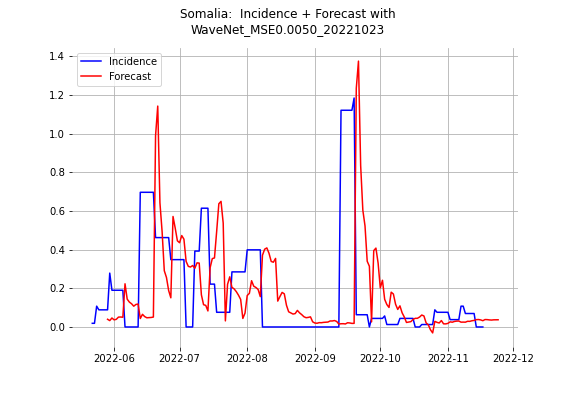 Somalia:  Incidence + Forecast with
WaveNet_MSE0.0050_20221023
Incidence
Forecast
1.4
1.2
1.0
0.8
0.6
0.4
0.2
0.0
2022-06 2022-07 2022-08 2022-09 2022-10 2022-11 2022-12